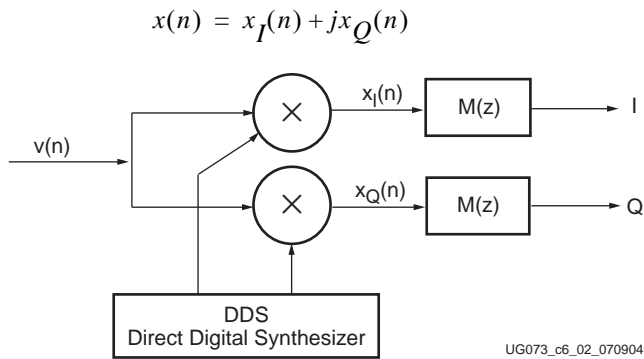 x(n) = x_I(n) + jx_Q(n)
x_I(n)
×
M(z)
I
v(n)
x_Q(n)
×
M(z)
Q
DDS
Direct Digital Synthesizer
UG073_c6_02_070904